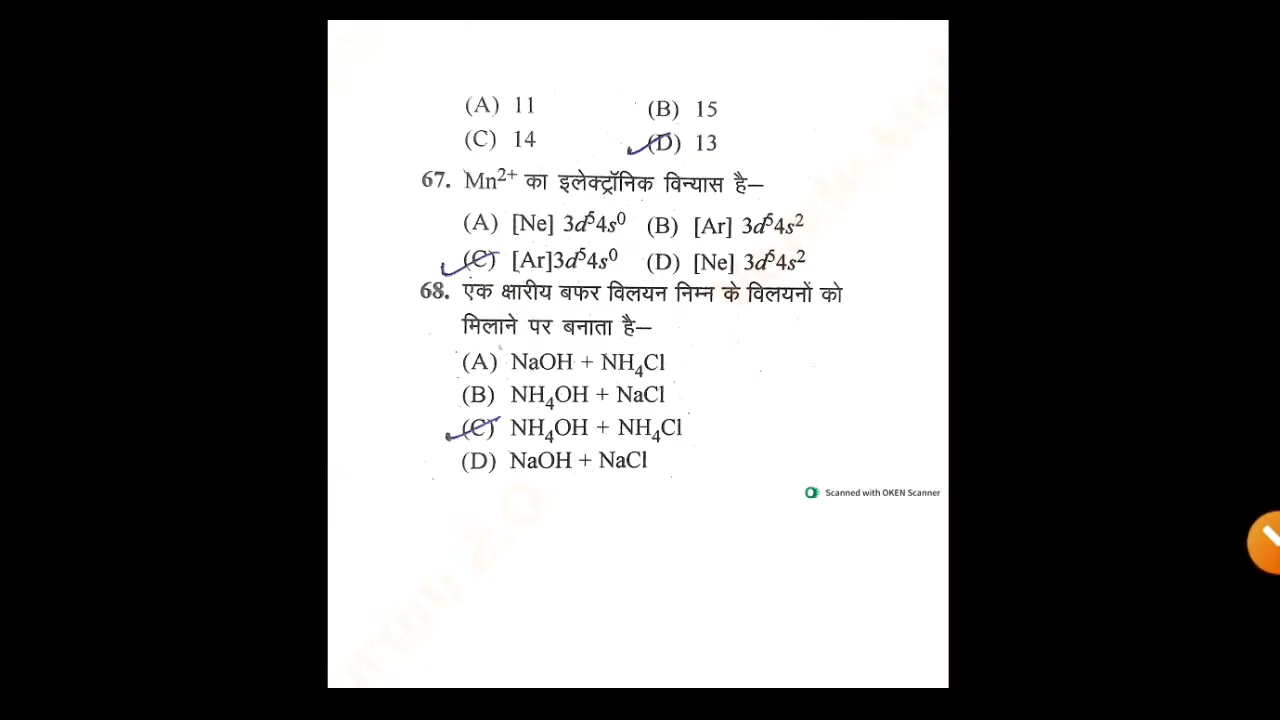 (A) 11 (B) 15
(C) 14 (D) 13
67. Mn²⁺ का इलेक्ट्रॉनिक विन्यास है–
(A) [Ne] 3d⁵4s⁰ (B) [Ar] 3d⁵4s²
(C) [Ar]3d⁵4s⁰ (D) [Ne] 3d⁵4s²
68. एक क्षारीय बफर विलयन निम्न के विलयनों को
मिलाने पर बनाता है–
(A) NaOH + NH₄Cl
(B) NH₄OH + NaCl
(C) NH₄OH + NH₄Cl
(D) NaOH + NaCl
Scanned with OKEN Scanner